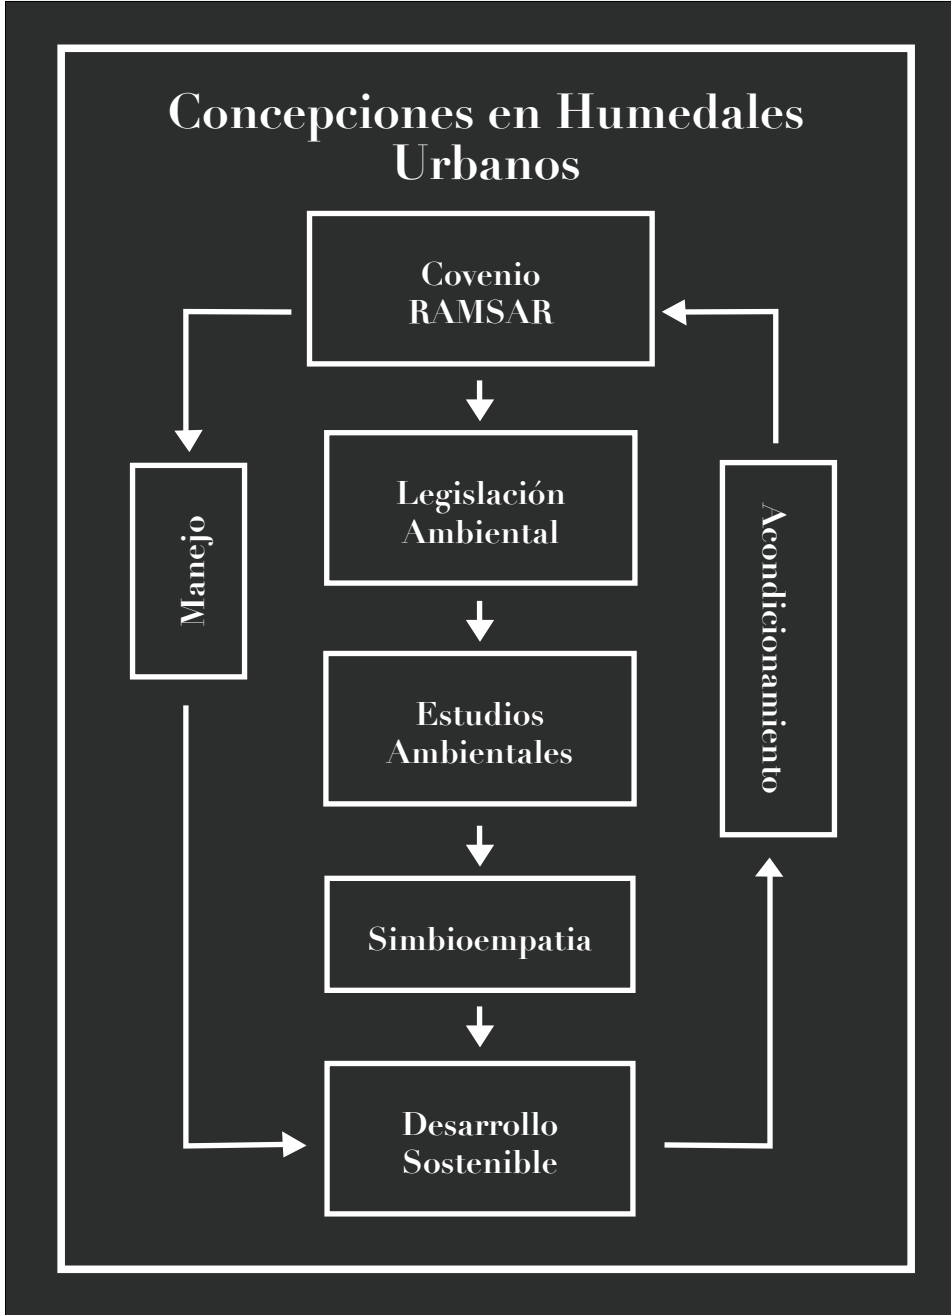 Concepciones en Humedales
Urbanos
Covenio
RAMSAR
Legislación
Ambiental
Manejo
Acondicionamiento
Estudios
Ambientales
Simbioempatia
Desarrollo
Sostenible